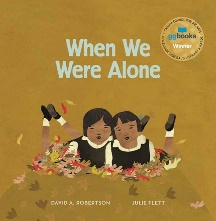 When We
Were Alone
ggbooks
Winner
DAVID A. ROBERTSON
JULIE FLETT